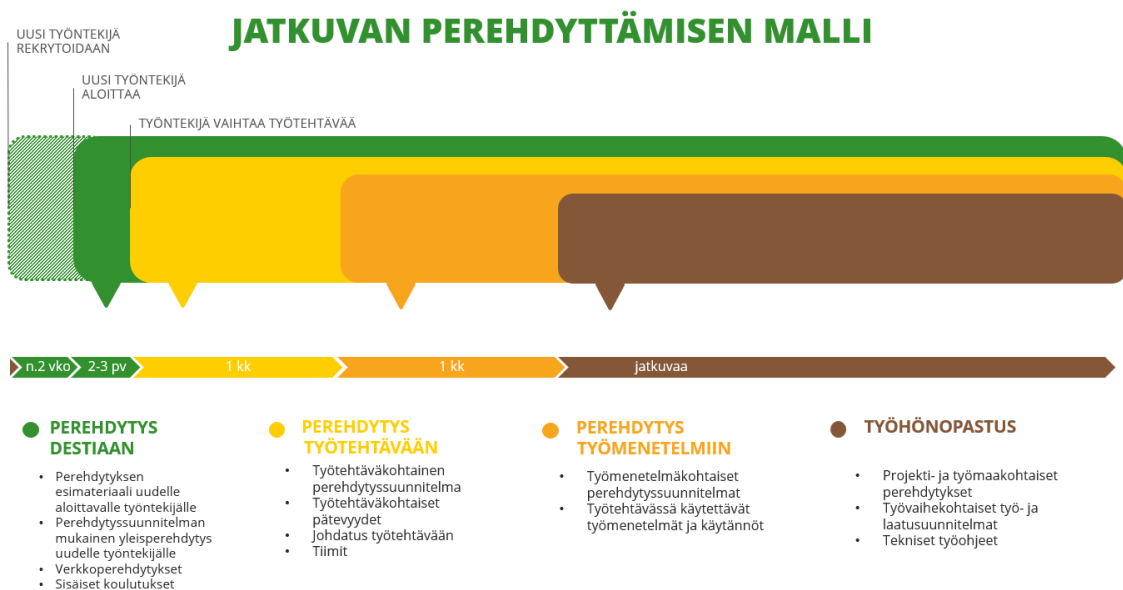 JATKUVAN PEREHDYTTÄMISEN MALLI
UUSI TYÖNTEKIJÄ
REKRYTOIDAAN
UUSI TYÖNTEKIJÄ
ALOITTAA
TYÖNTEKIJÄ VAIHTAA TYÖTEHTÄVÄÄ
n.2 vko
2-3 pv
1 kk
1 kk
jatkuvaa
PEREHDYTYS
DESTIAAN
• Perehdytyksen
esimateriaali uudelle
aloittavalle työntekijälle
• Perehdytyssuunnitelman
mukainen yleisperehdytys
uudelle työntekijälle
• Verkkoperehdytykset
• Sisäiset koulutukset
PEREHDYTYS
TYÖTEHTÄVÄÄN
• Työtehtäväkohtainen
perehdytyssuunnitelma
• Työtehtäväkohtaiset
pätevyydet
• Johdatus työtehtävään
• Tiimit
PEREHDYTYS
TYÖMENETELMIIN
• Työmenetelmäkohtaiset
perehdytyssuunnitelmat
• Työtehtävässä käytettävät
työmenetelmät ja käytännöt
TYÖHÖNOPASTUS
• Projekti- ja työmaakohtaiset
perehdytykset
• Työvaihekohtaiset työ- ja
laatusuunnitelmat
• Tekniset työohjeet